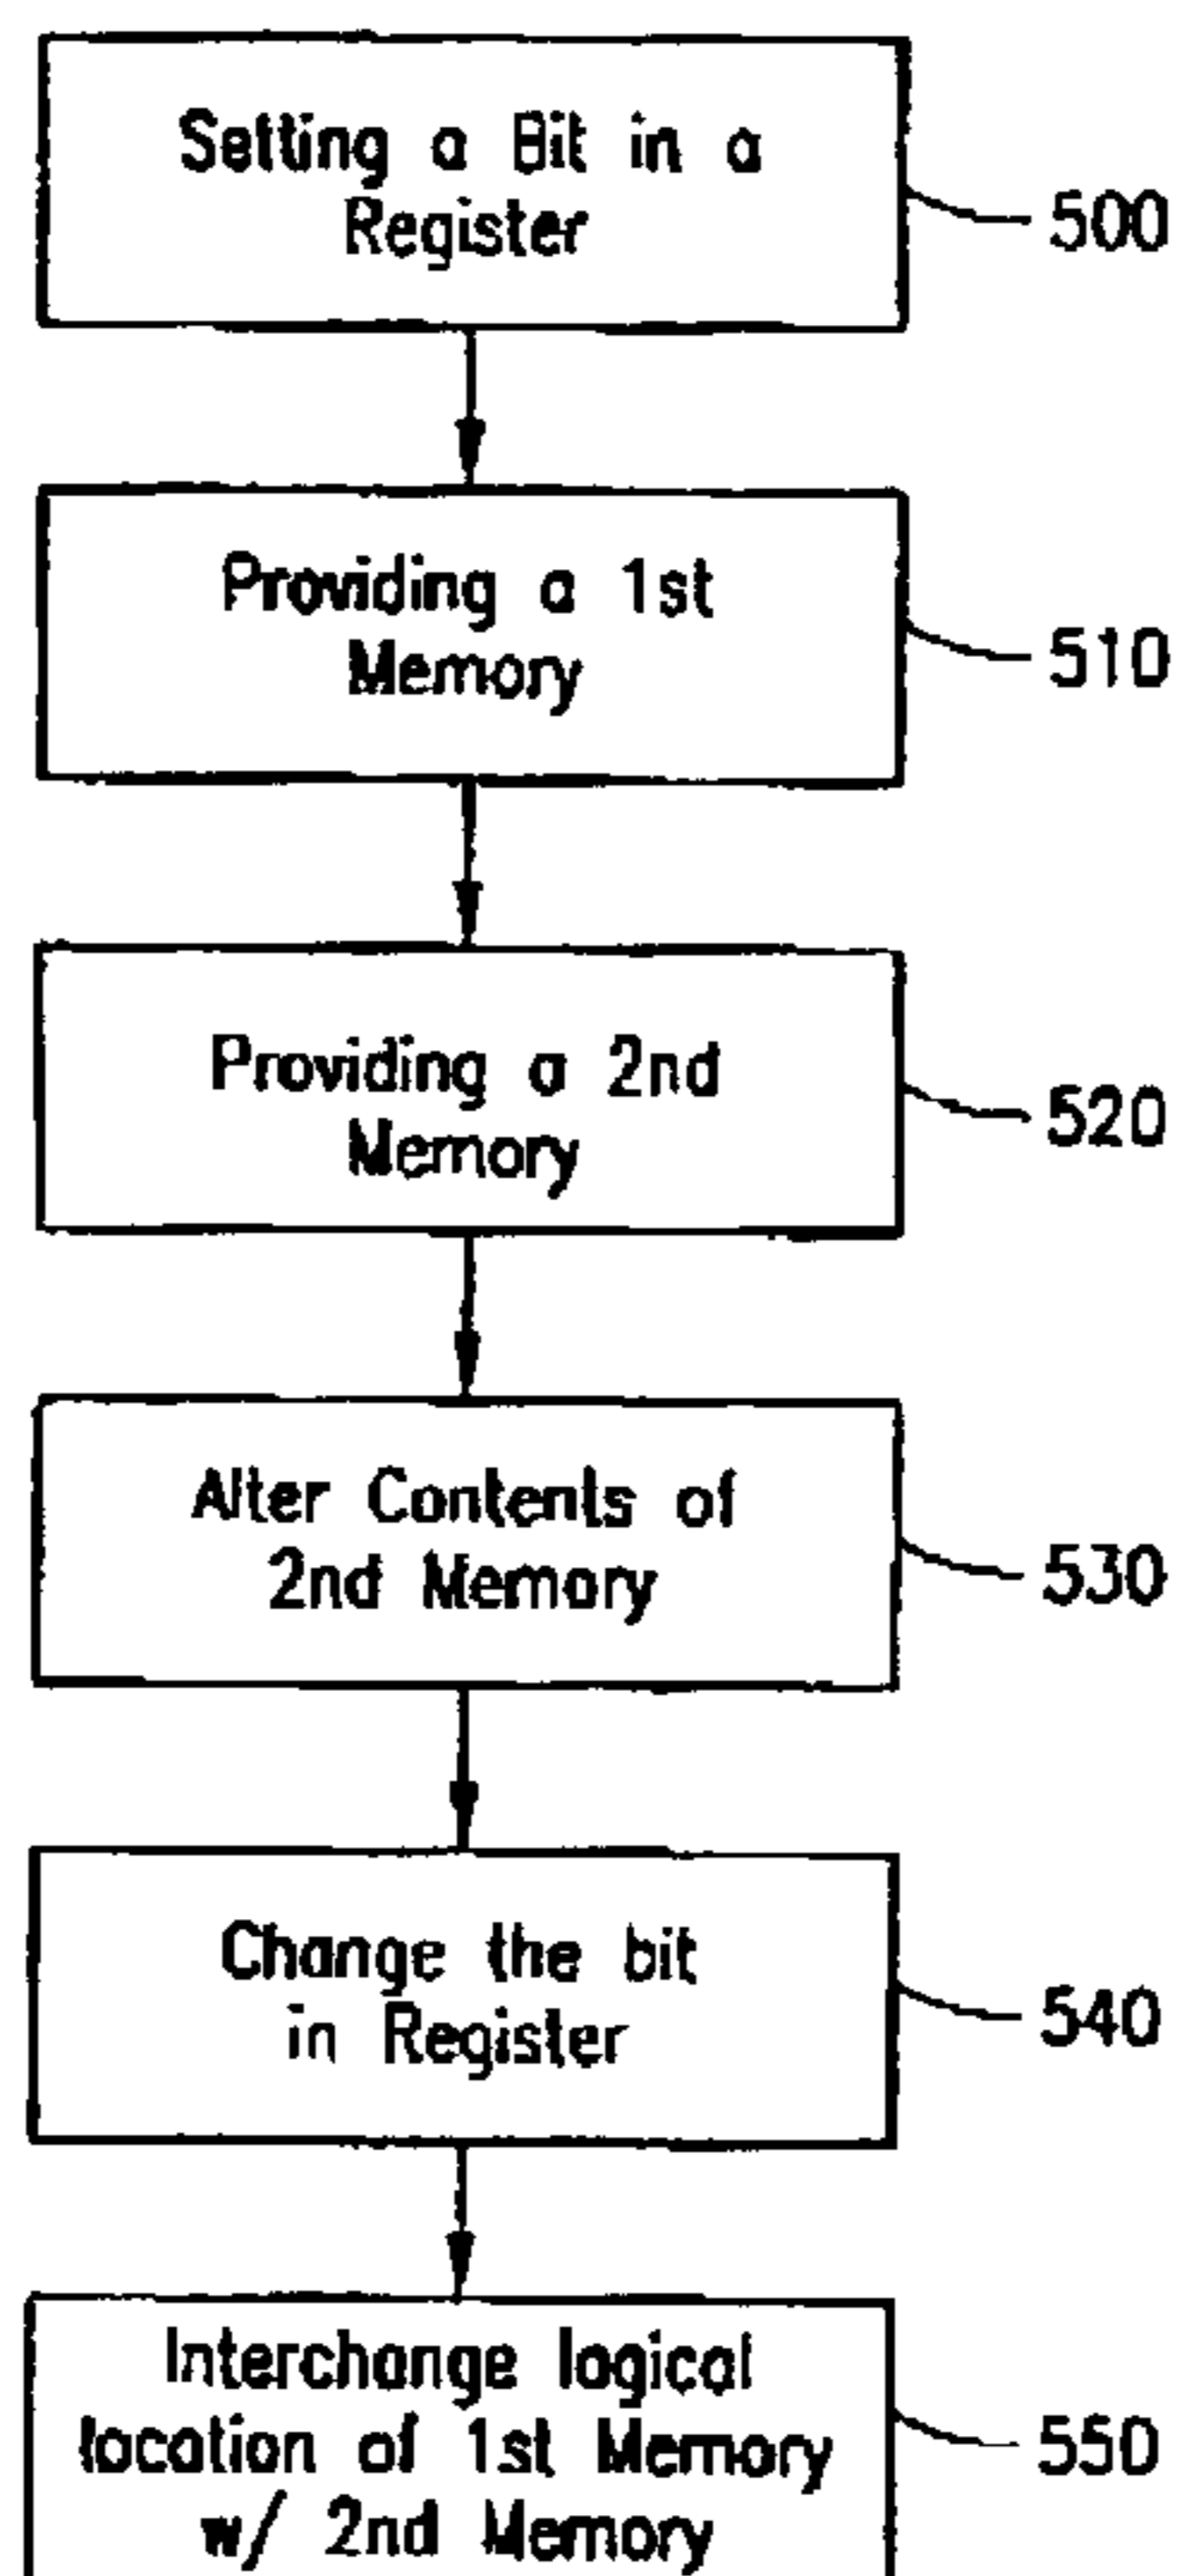 Setting a Bit in a
Register
500
Providing a 1st
Memory
510
Providing a 2nd
Memory
520
Alter Contents of
2nd Memory
530
Change the bit
in Register
540
Interchange logical
location of 1st Memory
w/ 2nd Memory
550